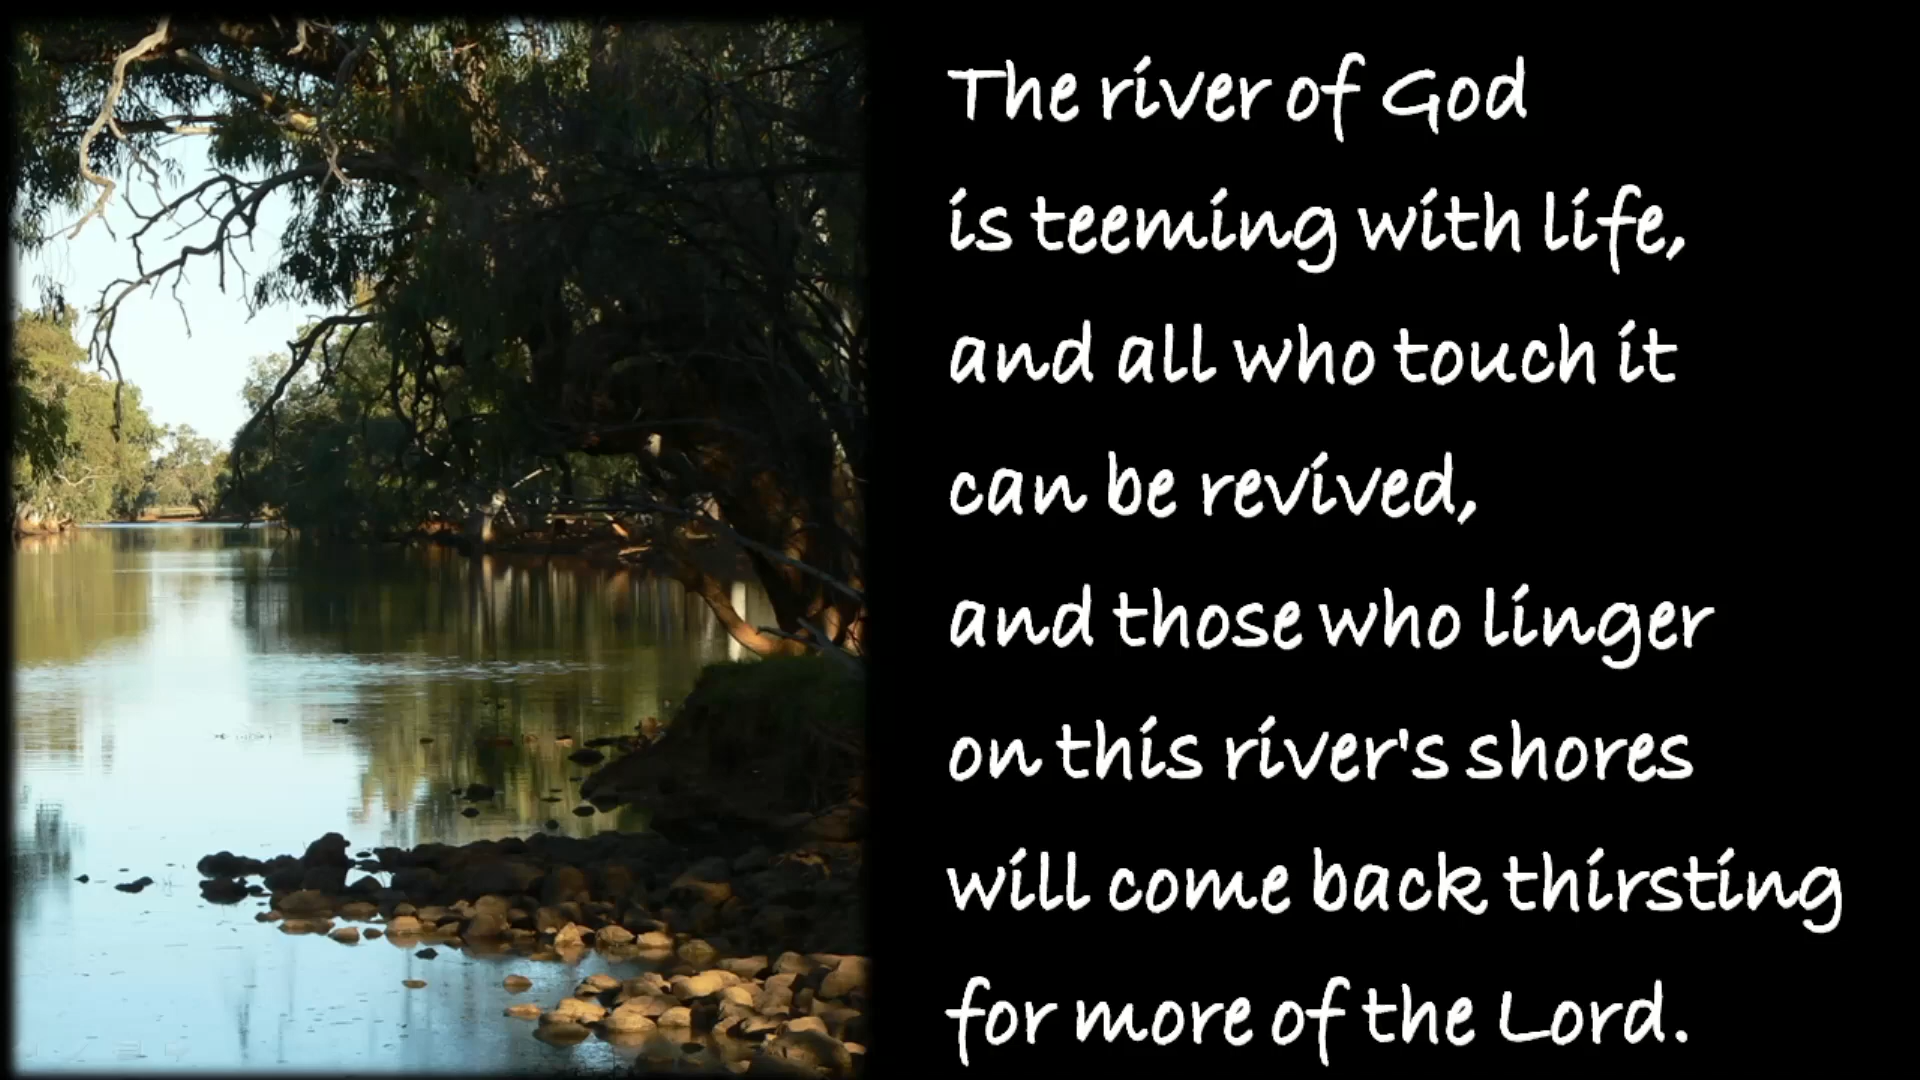 The river of God
is teeming with life,
and all who touch it
can be revived,
and those who linger
on this river's shores
will come back thirsting
for more of the Lord.